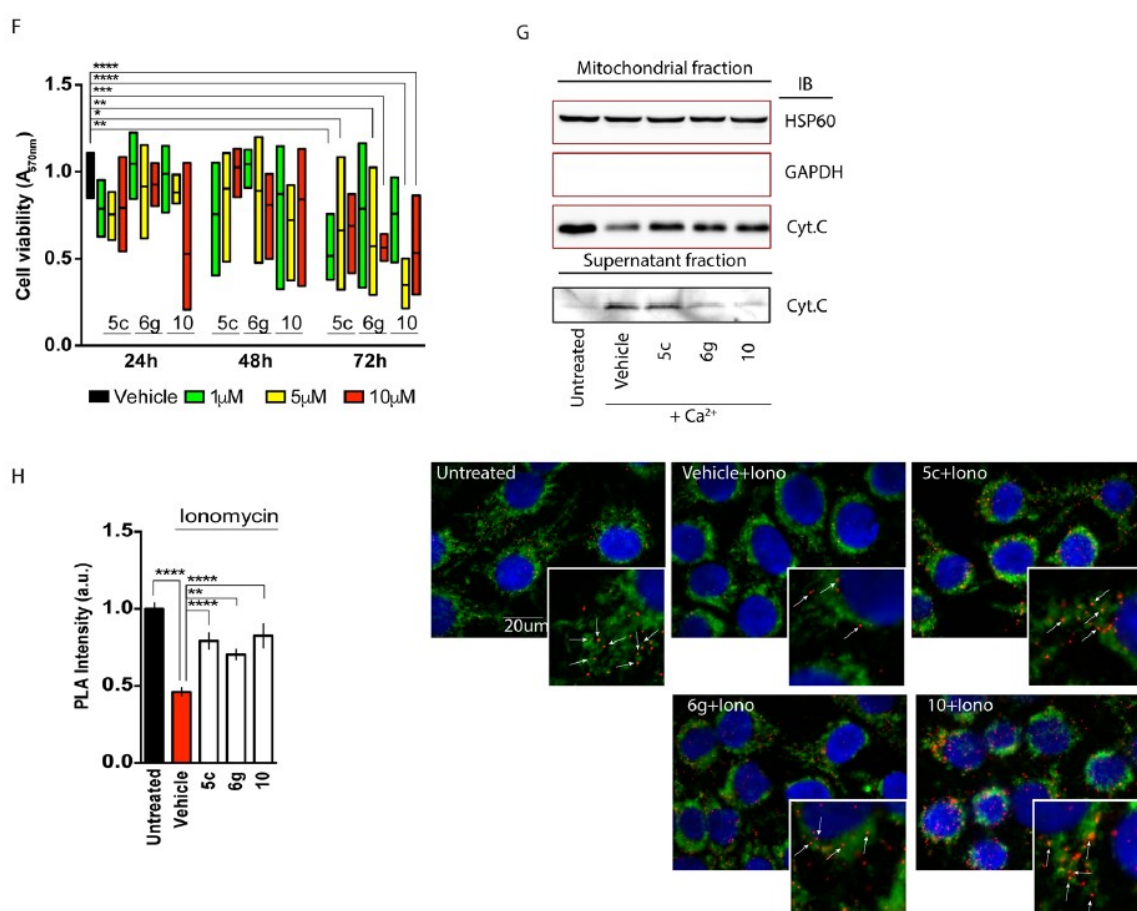 F
****
****
***
**
*
**
1.5
1.0
0.5
0.0
Cell viability (A570nm)
5c 6g 10 5c 6g 10 5c 6g 10
24h 48h 72h
Vehicle 1µM 5µM 10µM
G
Mitochondrial fraction
IB
HSP60
GAPDH
Cyt.C
Supernatant fraction
Cyt.C
Untreated
Vehicle
5c
6g
10
+ Ca²⁺
H
Ionomycin
****
****
**
****
1.5
1.0
0.5
0.0
PLA Intensity (a.u.)
Untreated
Vehicle
5c
6g
10
Untreated
20um
Vehicle+Iono
5c+Iono
6g+Iono
10+Iono